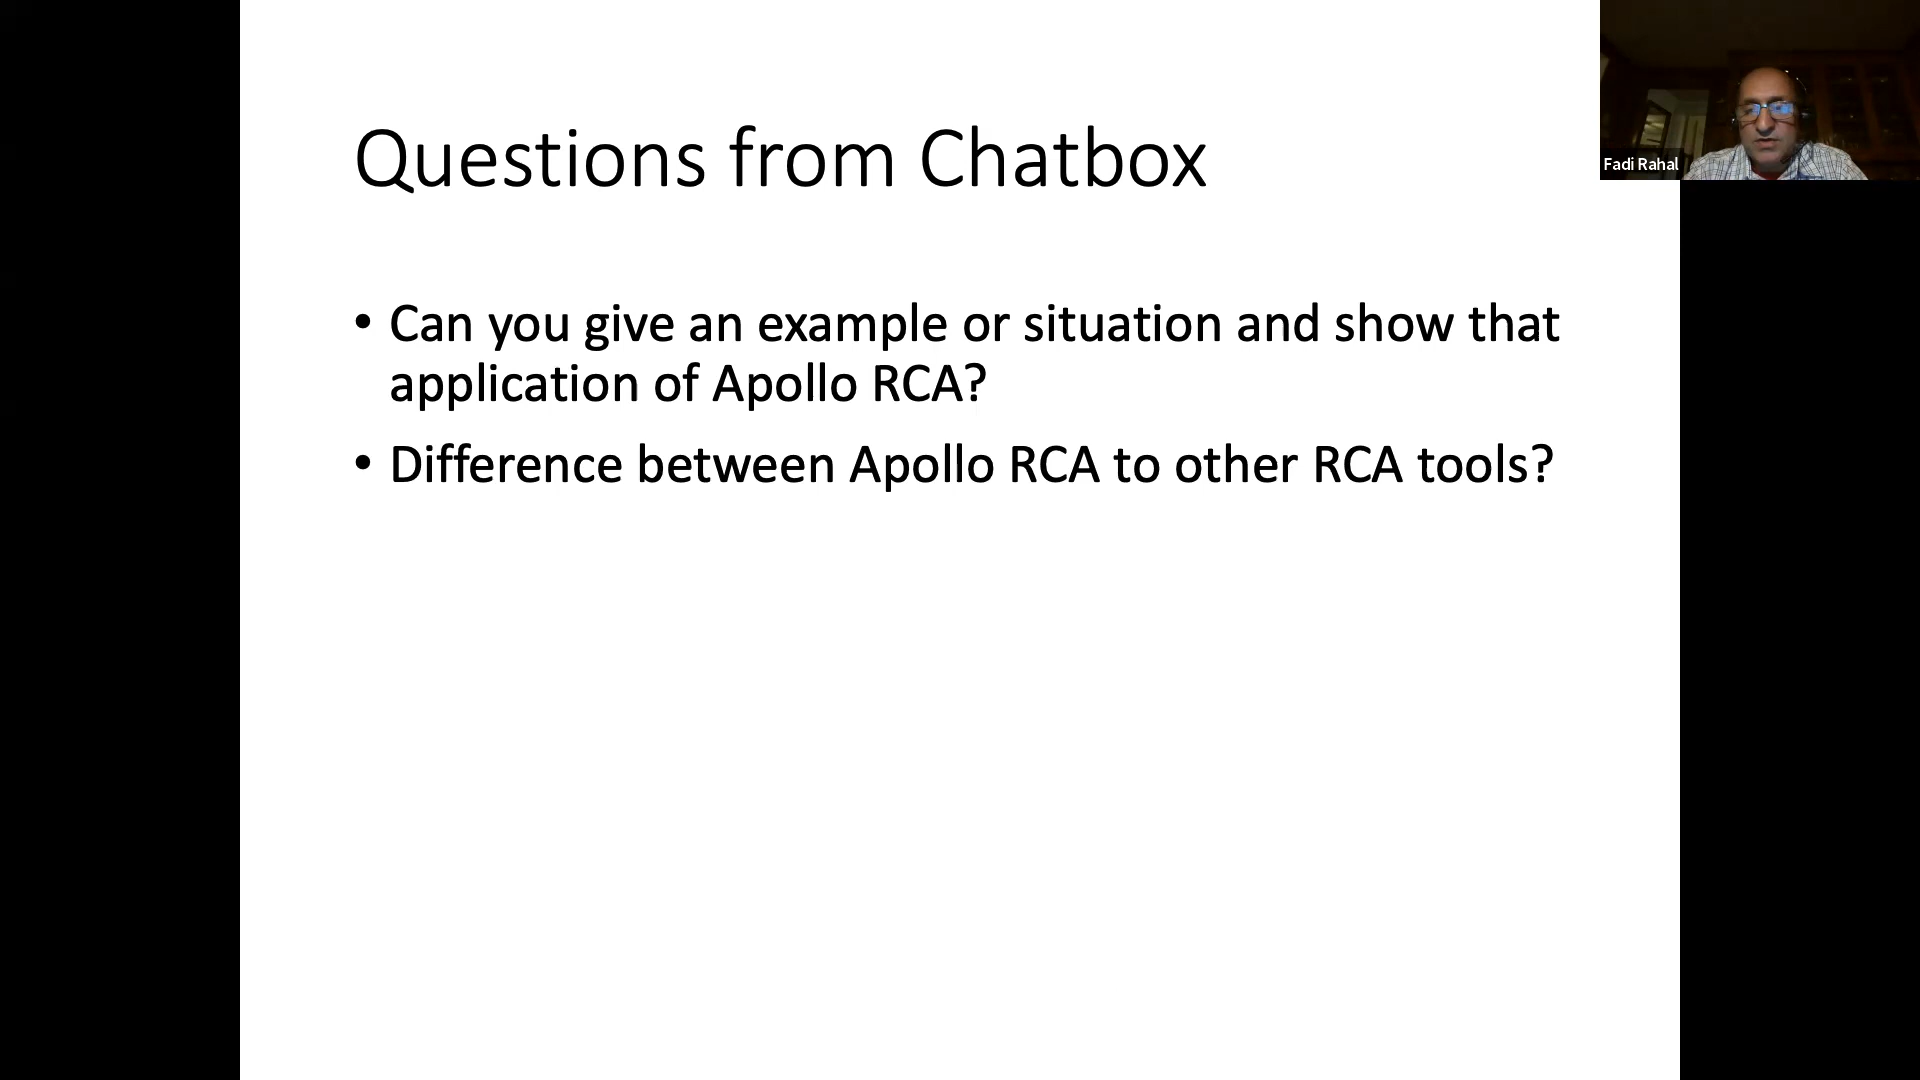 Questions from Chatbox
Fadi Rahal
• Can you give an example or situation and show that
application of Apollo RCA?
• Difference between Apollo RCA to other RCA tools?